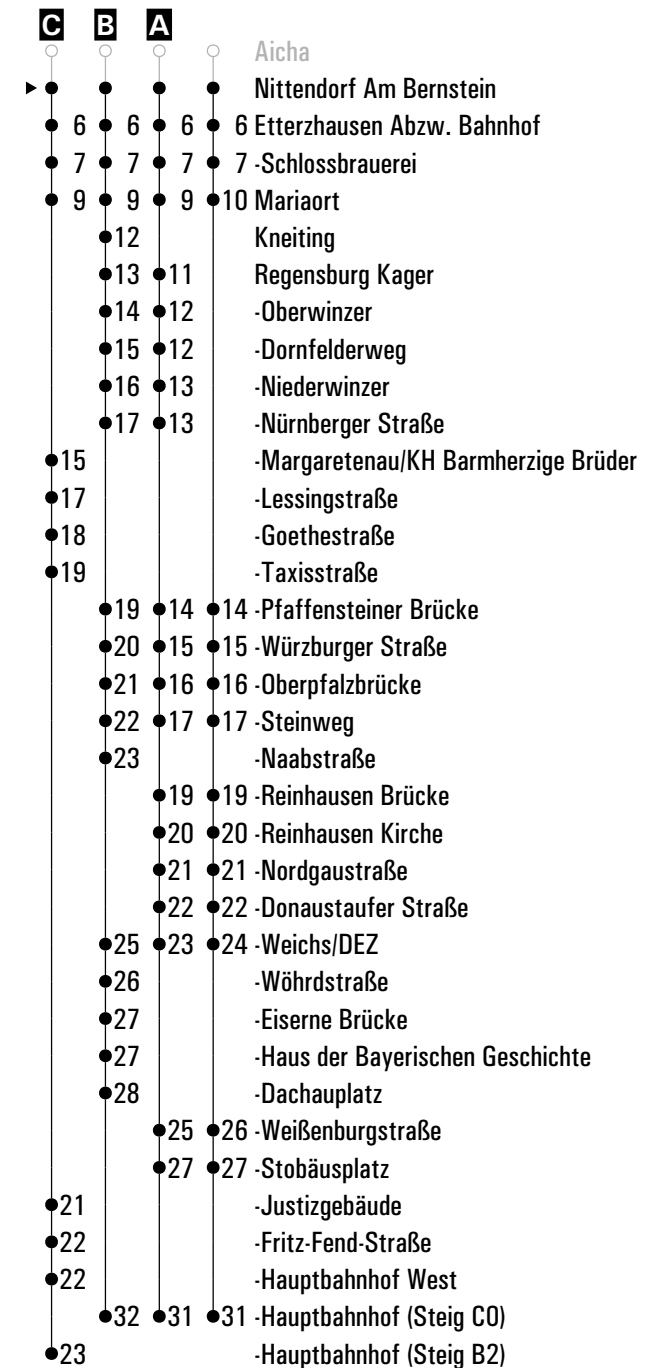 C B A
Aicha
Nittendorf Am Bernstein
6 6 6 6 Etterzhausen Abzw. Bahnhof
7 7 7 7 -Schlossbrauerei
9 9 9 10 Mariaort
12 Kneiting
13 11 Regensburg Kager
14 12 -Oberwinzer
15 12 -Dornfelderweg
16 13 -Niederwinzer
17 13 -Nürnberger Straße
15 -Margaretenau/KH Barmherzige Brüder
17 -Lessingstraße
18 -Goethestraße
19 -Taxisstraße
19 14 14 -Pfaffensteiner Brücke
20 15 15 -Würzburger Straße
21 16 16 -Oberpfalzbrücke
22 17 17 -Steinweg
23 -Naabstraße
19 19 -Reinhausen Brücke
20 20 -Reinhausen Kirche
21 21 -Nordgaustraße
22 22 -Donaustaufer Straße
25 23 24 -Weichs/DEZ
26 -Wöhrdstraße
27 -Eiserne Brücke
27 -Haus der Bayerischen Geschichte
28 -Dachauplatz
25 26 -Weißenburgstraße
27 27 -Stobäusplatz
21 -Justizgebäude
22 -Fritz-Fend-Straße
22 -Hauptbahnhof West
32 31 31 -Hauptbahnhof (Steig C0)
23 -Hauptbahnhof (Steig B2)